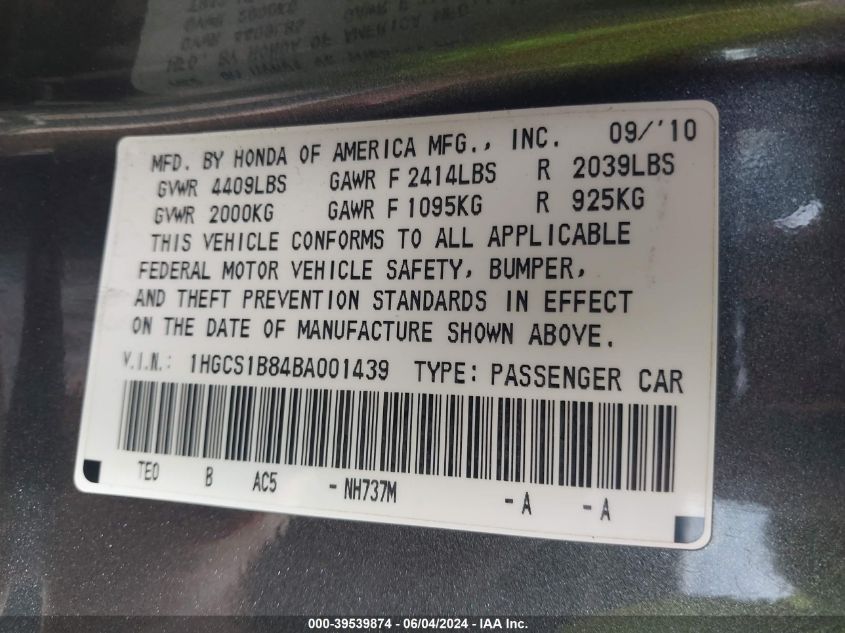 MFD. BY HONDA OF AMERICA MFG., INC. 09/'10
GVWR 4409LBS GAWR F 2414LBS R 2039LBS
GVWR 2000KG GAWR F 1095KG R 925KG
THIS VEHICLE CONFORMS TO ALL APPLICABLE
FEDERAL MOTOR VEHICLE SAFETY, BUMPER,
AND THEFT PREVENTION STANDARDS IN EFFECT
ON THE DATE OF MANUFACTURE SHOWN ABOVE.
V.I.N.: 1HGCS1B84BA001439 TYPE: PASSENGER CAR
TE0 B AC5 - NH737M - A - A
000-39539874 - 06/04/2024 - IAA Inc.